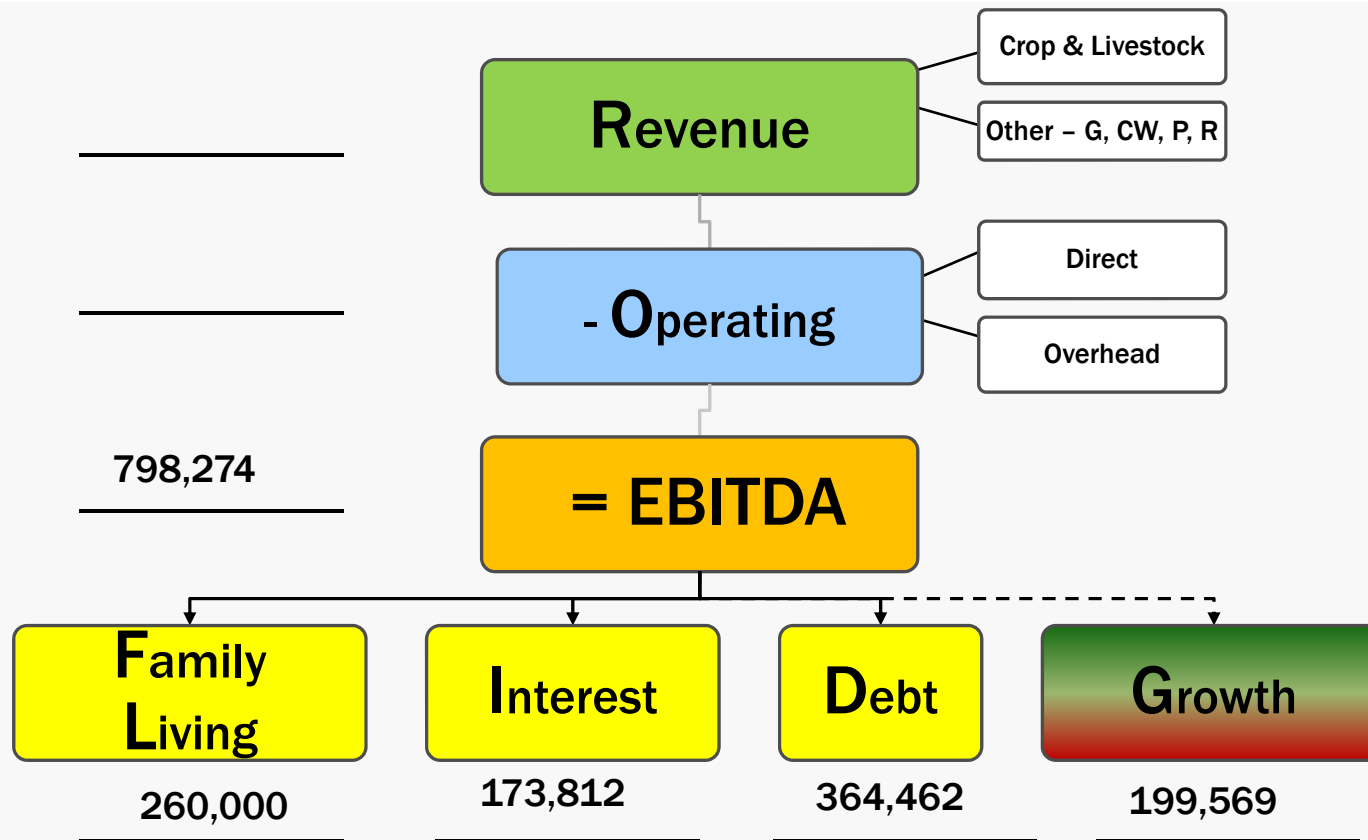 Crop & Livestock
Revenue
Other – G, CW, P, R
Direct
- Operating
Overhead
798,274
= EBITDA
Family
Living
Interest
Debt
Growth
260,000
173,812
364,462
199,569